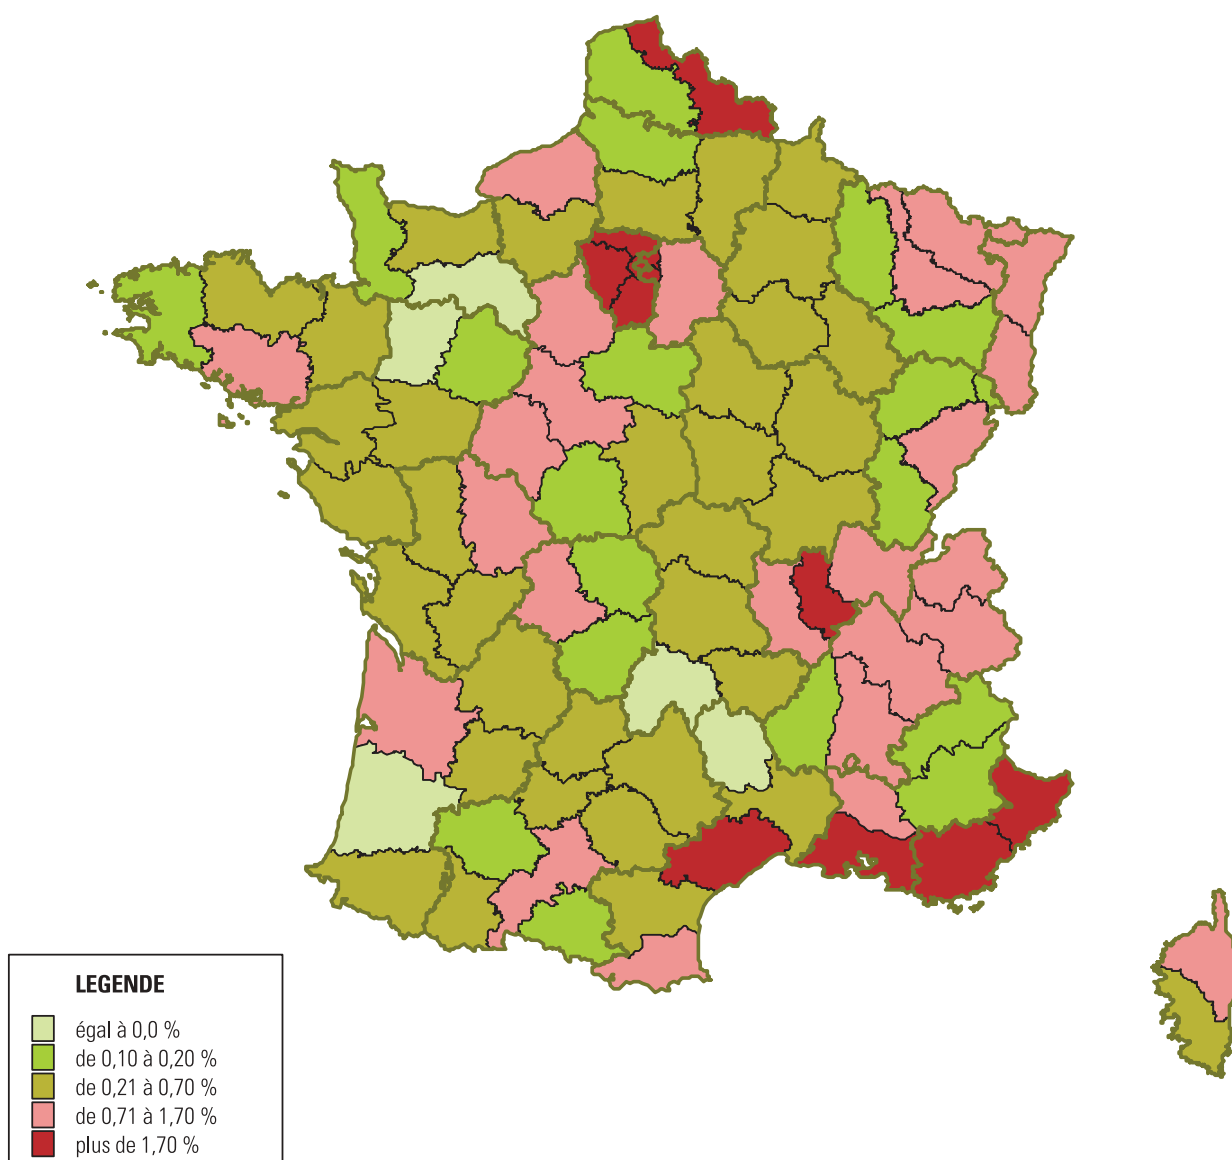 LEGENDE
égal à 0,0 %
de 0,10 à 0,20 %
de 0,21 à 0,70 %
de 0,71 à 1,70 %
plus de 1,70 %